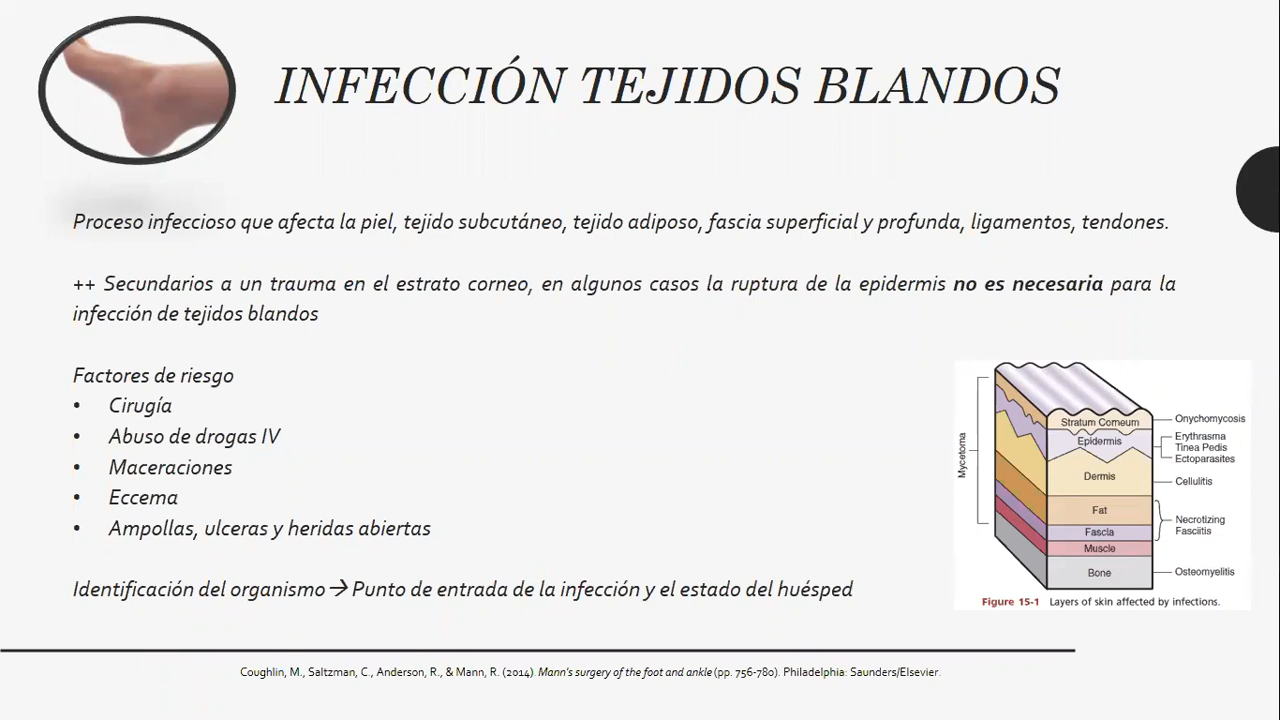 INFECCIÓN TEJIDOS BLANDOS
Proceso infeccioso que afecta la piel, tejido subcutáneo, tejido adiposo, fascia superficial y profunda, ligamentos, tendones.
++ Secundarios a un trauma en el estrato corneo, en algunos casos la ruptura de la epidermis no es necesaria para la
infección de tejidos blandos
Factores de riesgo
• Cirugía
• Abuso de drogas IV
• Maceraciones
• Eccema
• Ampollas, ulceras y heridas abiertas
Identificación del organismo → Punto de entrada de la infección y el estado del huésped
Mycetoma
Stratum Corneum
Epidermis
Dermis
Fat
Fascia
Muscle
Bone
Onychomycosis
Erythrasma
Tinea Pedis
Ectoparasites
Cellulitis
Necrotizing
Fasciitis
Osteomyelitis
Figure 15-1 Layers of skin affected by infections.
Coughlin, M., Saltzman, C., Anderson, R., & Mann, R. (2014). Mann's surgery of the foot and ankle (pp. 756-780). Philadelphia: Saunders/Elsevier.